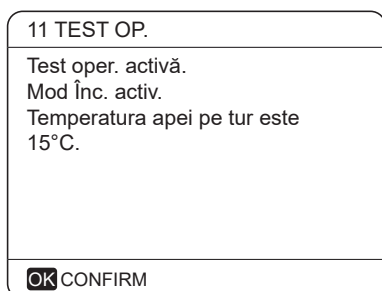 11 TEST OP.
Test oper. activă.
Mod Înc. activ.
Temperatura apei pe tur este
15°C.
OK CONFIRM